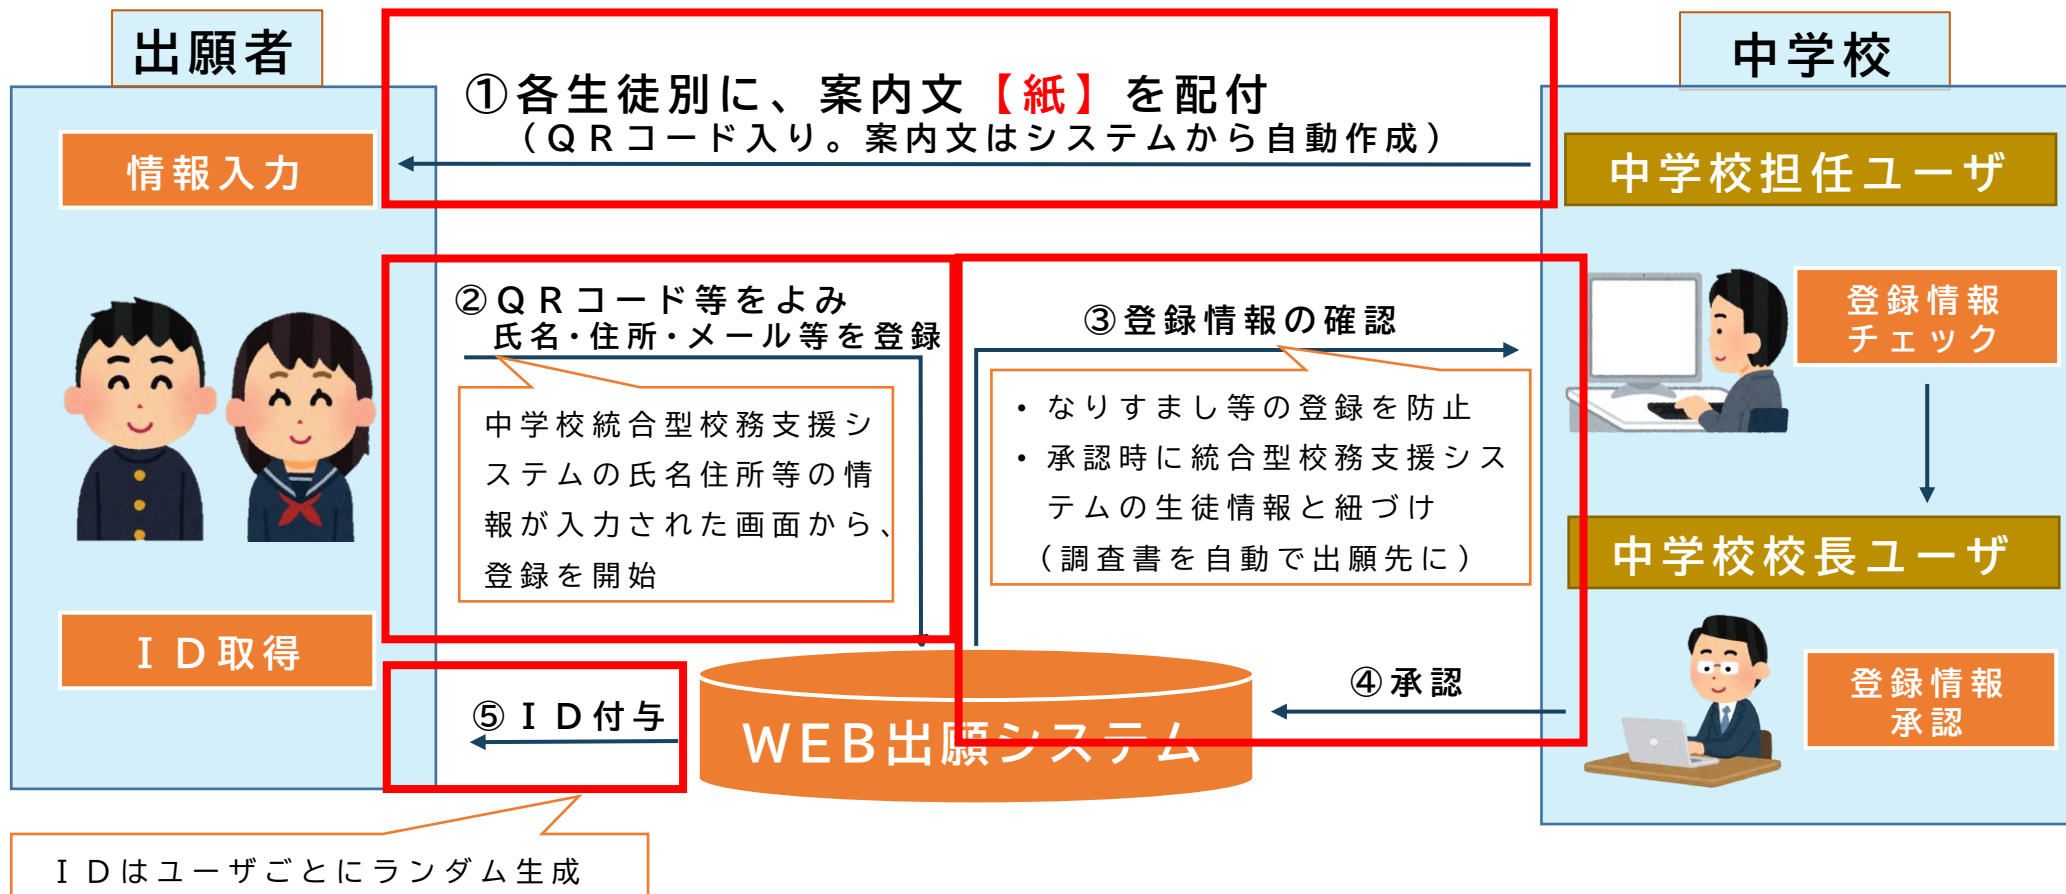 出願者
中学校
①各生徒別に、案内文【紙】を配付
（ＱＲコード入り。案内文はシステムから自動作成）
情報入力
中学校担任ユーザ
②ＱＲコード等をよみ
氏名・住所・メール等を登録
中学校統合型校務支援シ
ステムの氏名住所等の情
報が入力された画面から、
登録を開始
③登録情報の確認
• なりすまし等の登録を防止
• 承認時に統合型校務支援シス
テムの生徒情報と紐づけ
（調査書を自動で出願先に）
登録情報
チェック
中学校校長ユーザ
ＩＤ取得
④承認
登録情報
承認
⑤ＩＤ付与
WEB出願システム
ＩＤはユーザごとにランダム生成